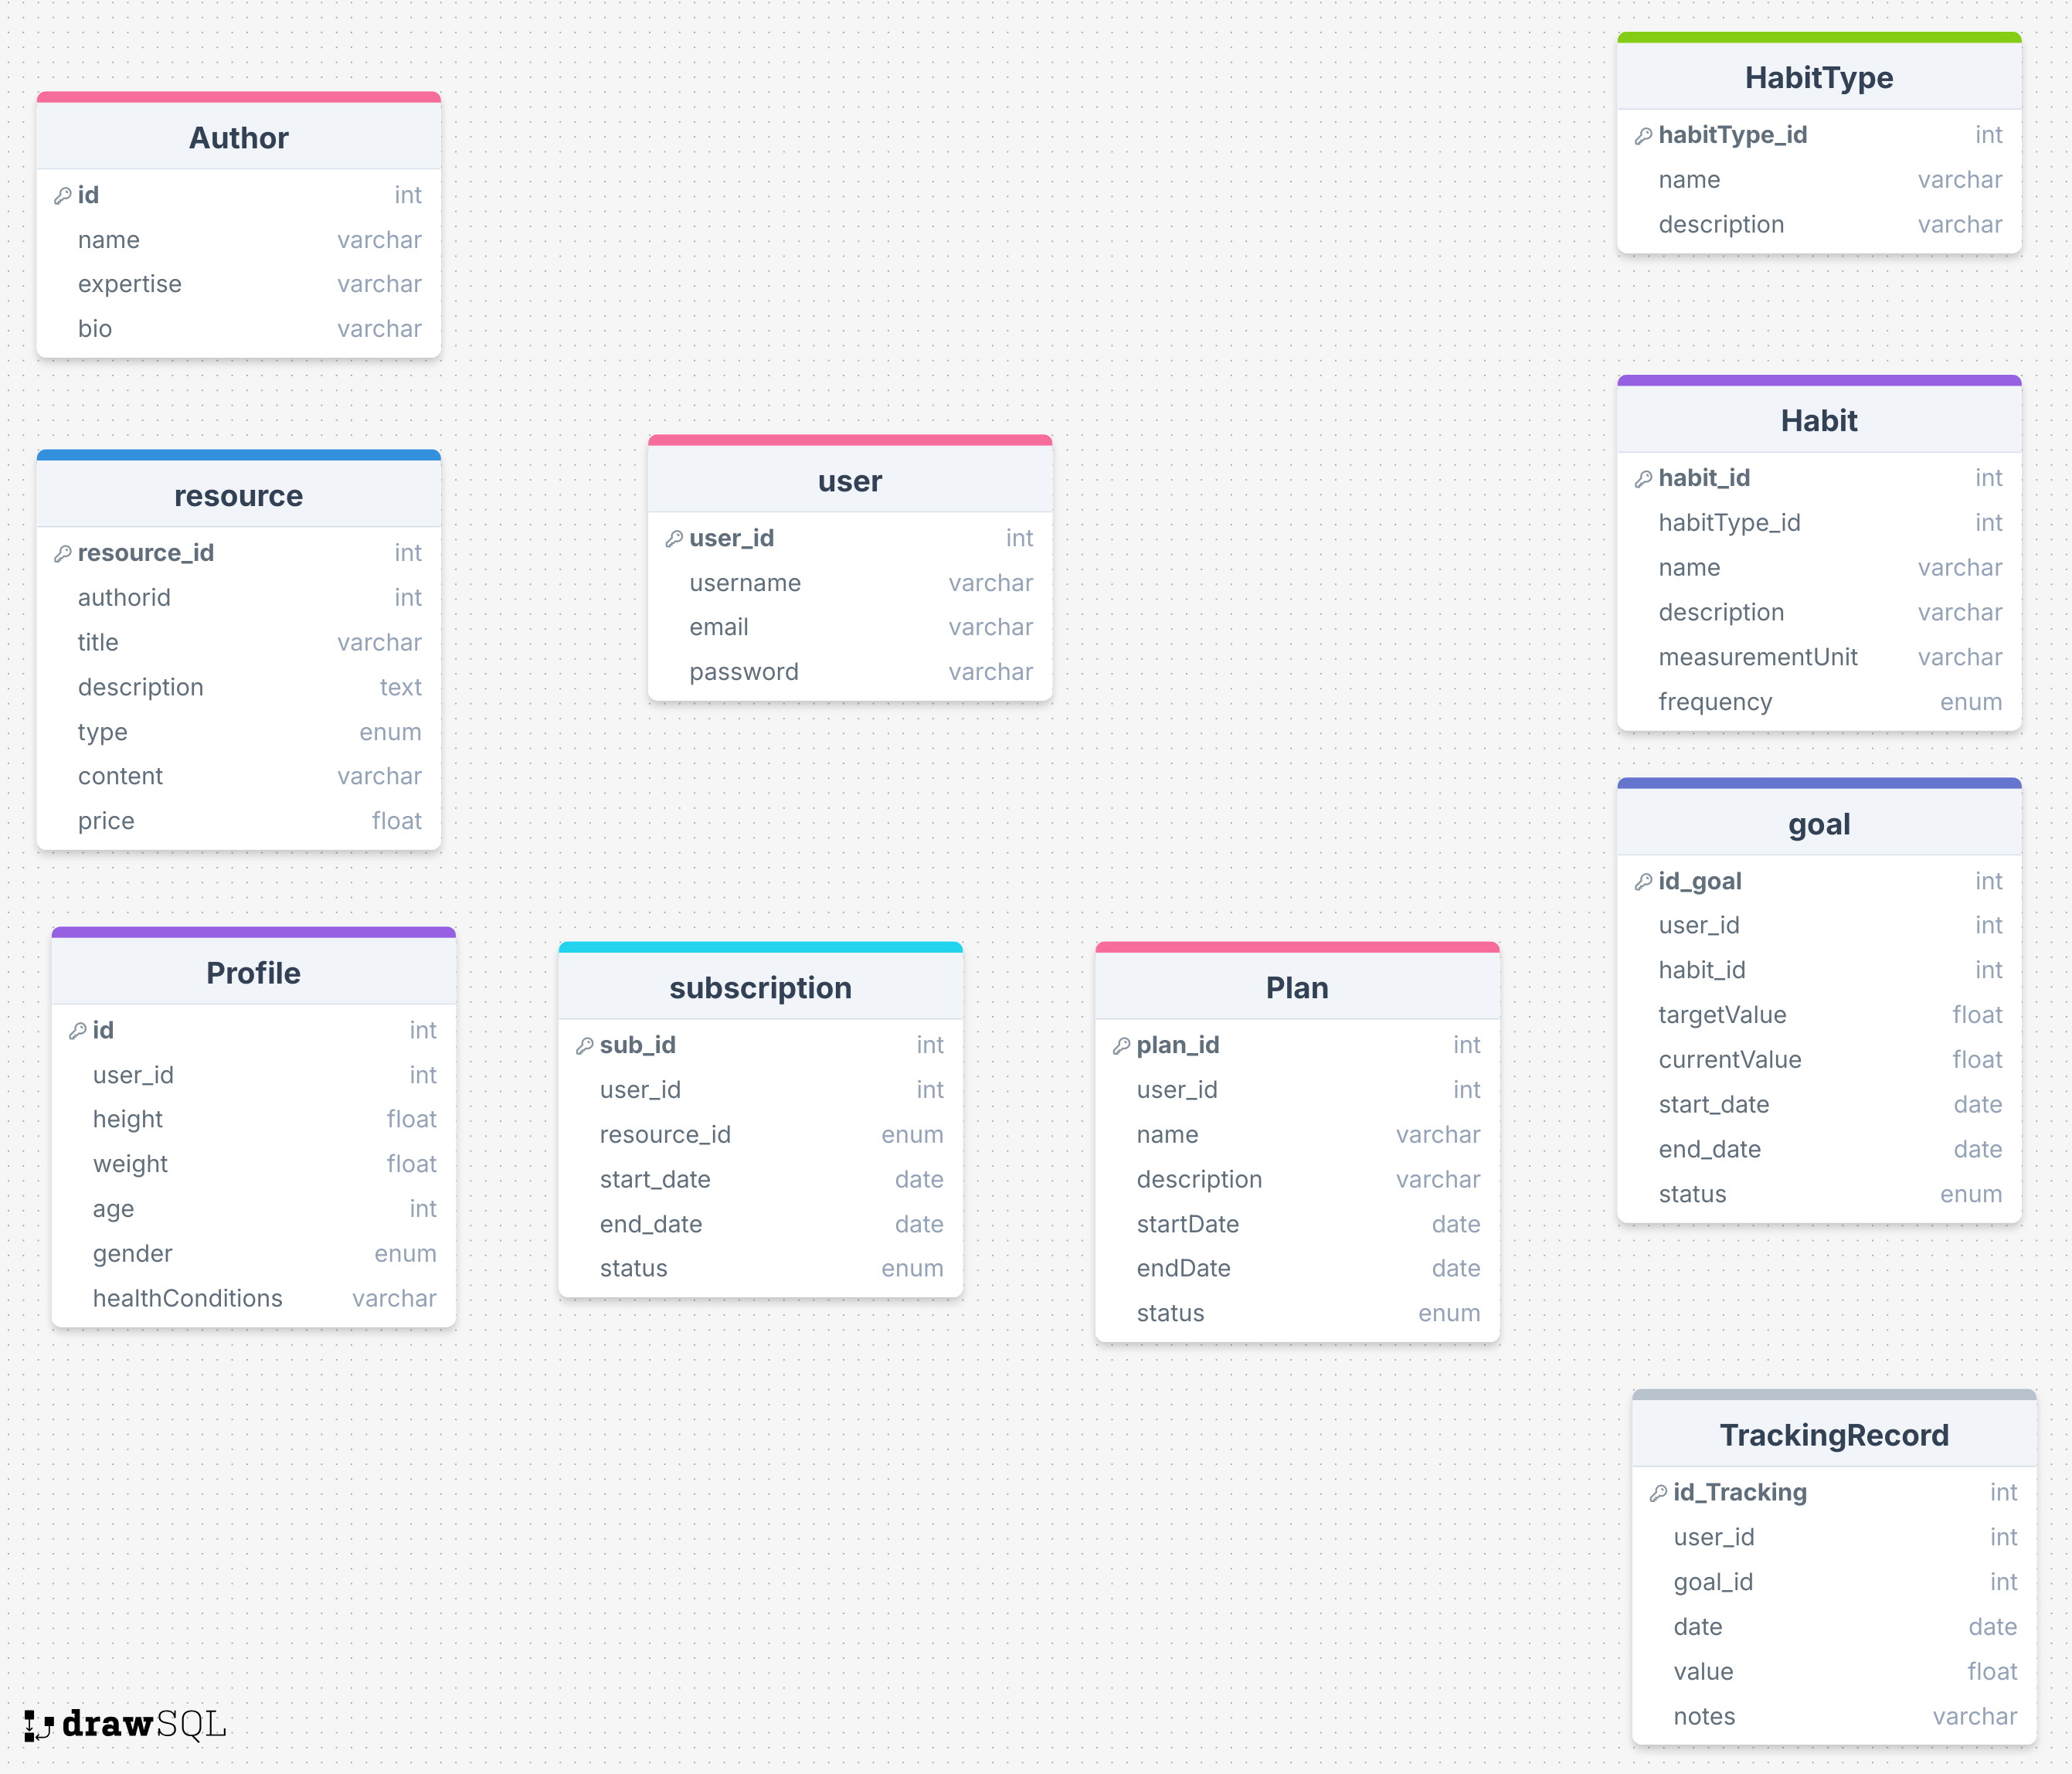 Author
id int
name varchar
expertise varchar
bio varchar
resource
resource_id int
authorid int
title varchar
description text
type enum
content varchar
price float
Profile
id int
user_id int
height float
weight float
age int
gender enum
healthConditions varchar
user
user_id int
username varchar
email varchar
password varchar
subscription
sub_id int
user_id int
resource_id enum
start_date date
end_date date
status enum
Plan
plan_id int
user_id int
name varchar
description varchar
startDate date
endDate date
status enum
HabitType
habitType_id int
name varchar
description varchar
Habit
habit_id int
habitType_id int
name varchar
description varchar
measurementUnit varchar
frequency enum
goal
id_goal int
user_id int
habit_id int
targetValue float
currentValue float
start_date date
end_date date
status enum
TrackingRecord
id_Tracking int
user_id int
goal_id int
date date
value float
notes varchar
drawSQL